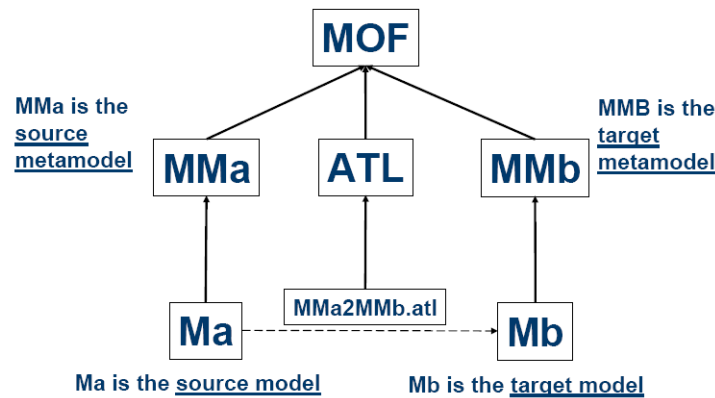 MOF
MMa is the
source
metamodel
MMB is the
target
metamodel
MMa
ATL
MMb
MMa2MMb.atl
Ma
Mb
Ma is the source model
Mb is the target model